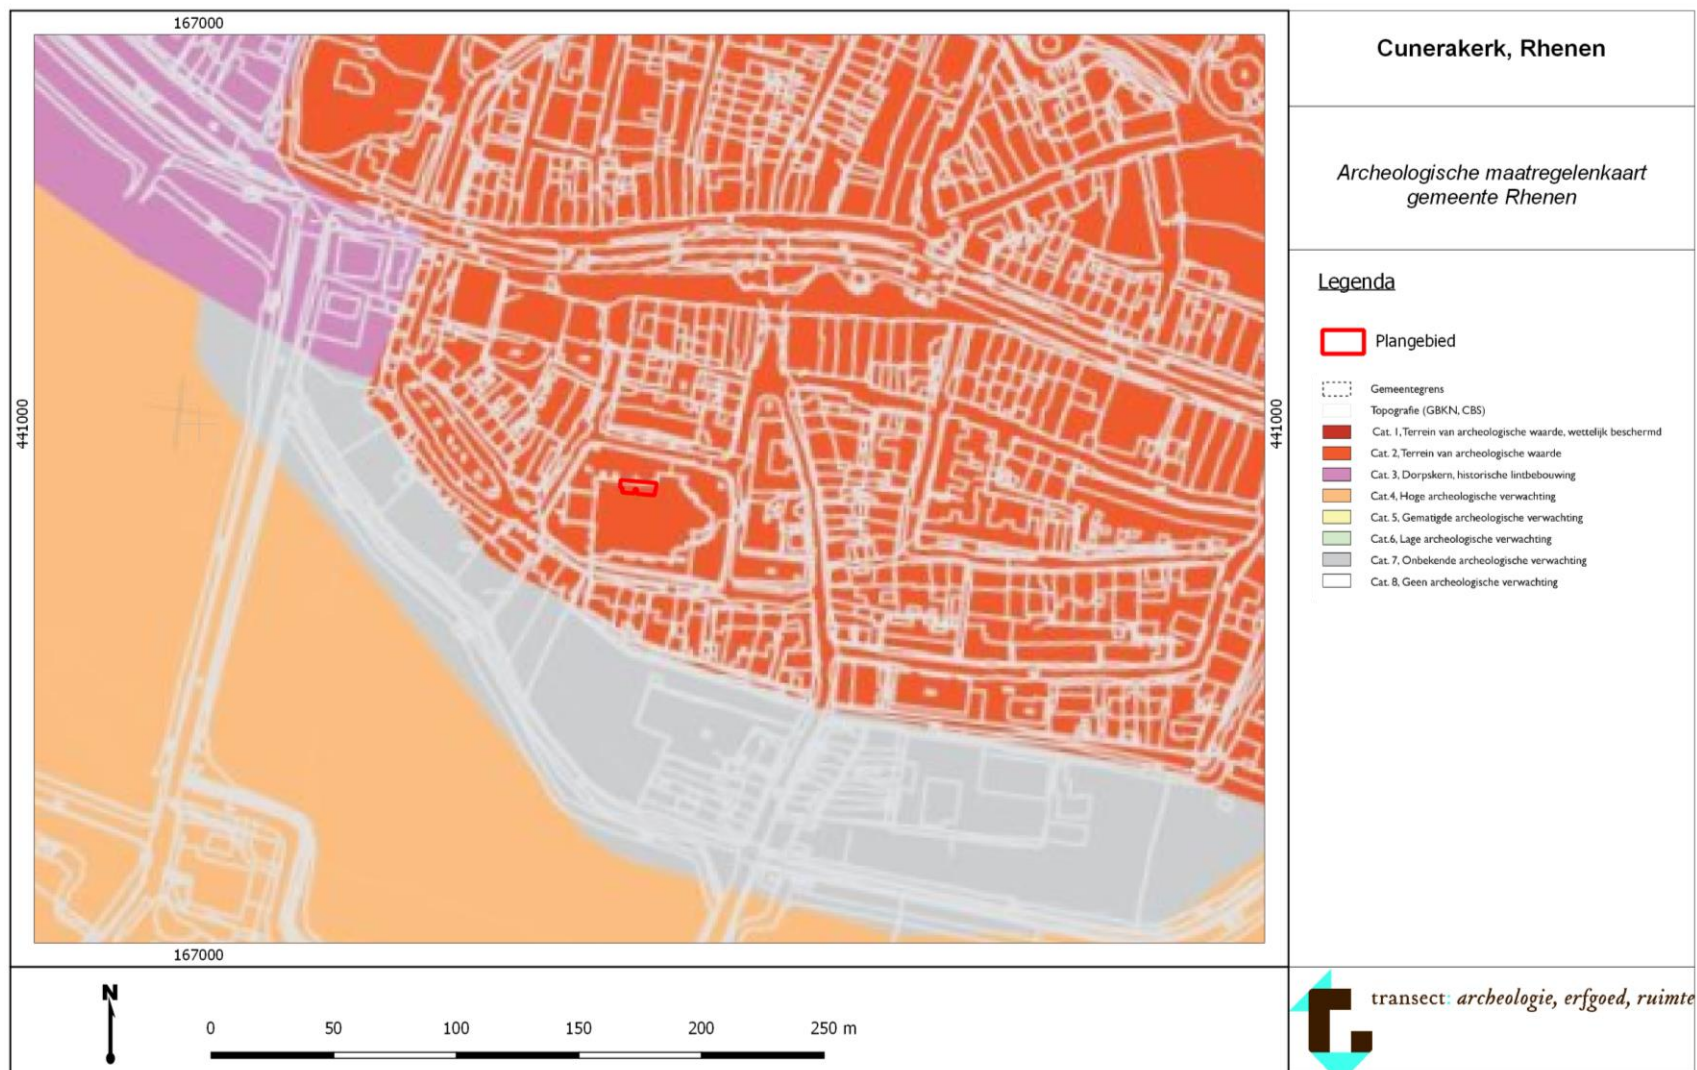 167000
441000
441000
167000
N
0 50 100 150 200 250 m
Cunerakerk, Rhenen
Archeologische maatregelenkaart
gemeente Rhenen
Legenda
Plangebied
Gemeentegrens
Topografie (GBKN, CBS)
Cat. 1, Terrein van archeologische waarde, wettelijk beschermd
Cat. 2, Terrein van archeologische waarde
Cat. 3, Dorpskern, historische lintbebouwing
Cat.4, Hoge archeologische verwachting
Cat. 5, Gematigde archeologische verwachting
Cat.6, Lage archeologische verwachting
Cat. 7, Onbekende archeologische verwachting
Cat. 8, Geen archeologische verwachting
transect: archeologie, erfgoed, ruimte